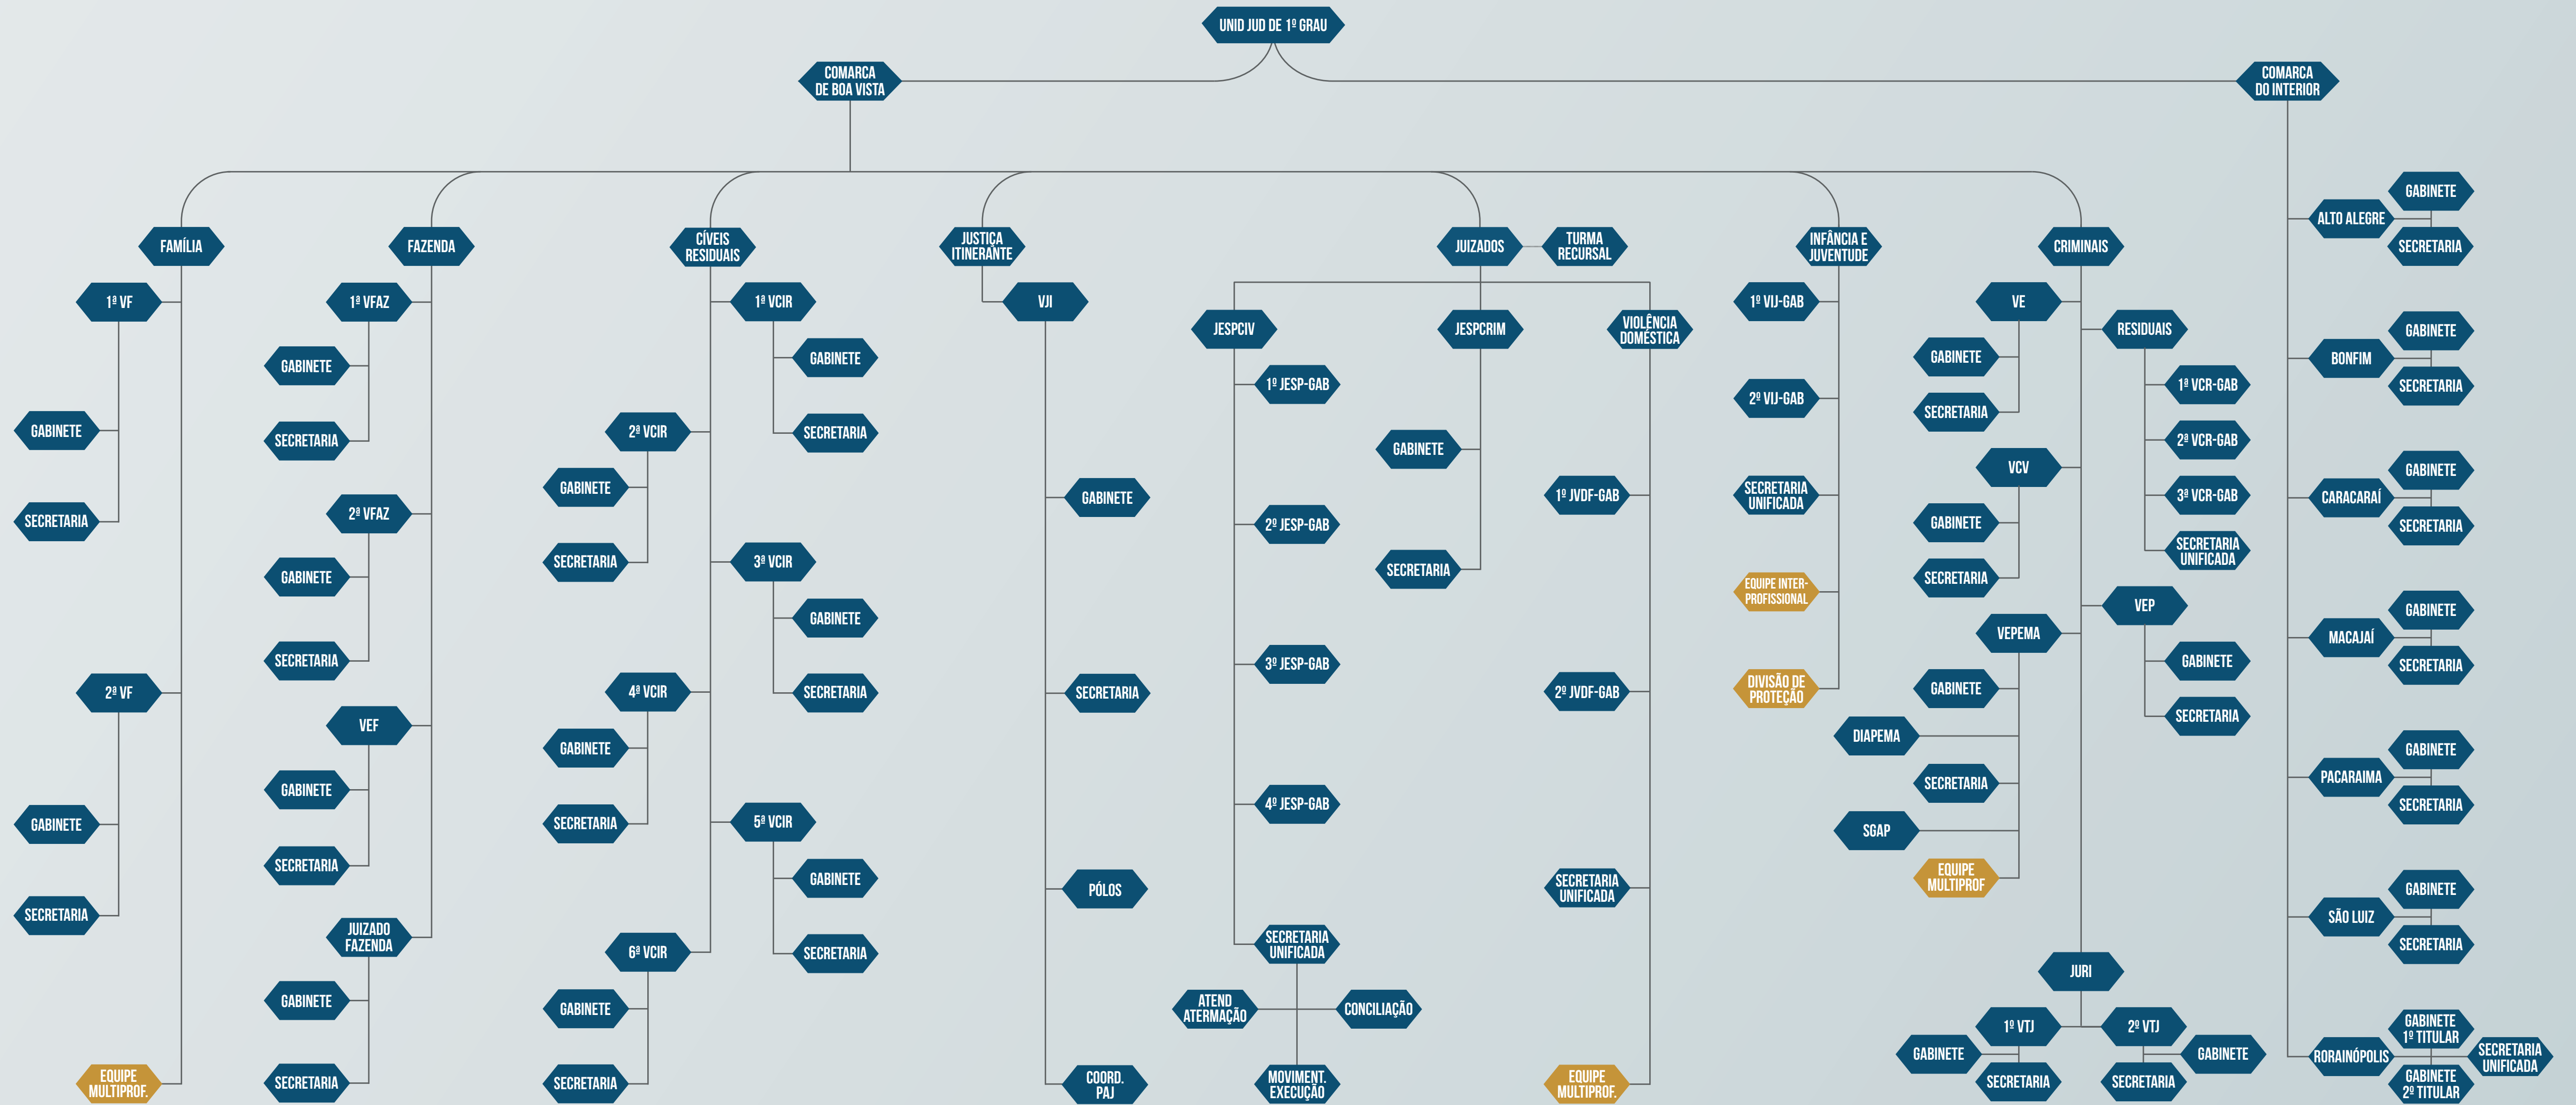 UNID JUD DE 1º GRAU
COMARCA
DE BOA VISTA
COMARCA
DO INTERIOR
FAMÍLIA
1ª VF
GABINETE
SECRETARIA
2ª VF
GABINETE
SECRETARIA
EQUIPE
MULTIPROF.
FAZENDA
1ª VFAZ
GABINETE
SECRETARIA
2ª VFAZ
GABINETE
SECRETARIA
VEF
GABINETE
SECRETARIA
JUIZADO
FAZENDA
GABINETE
SECRETARIA
CÍVEIS
RESIDUAIS
1ª VCIR
GABINETE
SECRETARIA
2ª VCIR
GABINETE
SECRETARIA
3ª VCIR
GABINETE
SECRETARIA
4ª VCIR
GABINETE
SECRETARIA
5ª VCIR
GABINETE
SECRETARIA
6ª VCIR
GABINETE
SECRETARIA
JUSTIÇA
ITINERANTE
VJI
GABINETE
SECRETARIA
PÓLOS
COORD.
PAJ
JUIZADOS
TURMA
RECURSAL
JESPCIV
1º JESP-GAB
2º JESP-GAB
3º JESP-GAB
4º JESP-GAB
SECRETARIA
UNIFICADA
ATEND
ATERMAÇÃO
CONCILIAÇÃO
MOVIMENT.
EXECUÇÃO
JESPCRIM
GABINETE
SECRETARIA
VIOLÊNCIA
DOMÉSTICA
1º JVDF-GAB
2º JVDF-GAB
SECRETARIA
UNIFICADA
EQUIPE
MULTIPROF.
INFÂNCIA E
JUVENTUDE
1º VIJ-GAB
2º VIJ-GAB
SECRETARIA
UNIFICADA
EQUIPE INTER-
PROFISSIONAL
DIVISÃO DE
PROTEÇÃO
CRIMINAIS
VE
GABINETE
SECRETARIA
RESIDUAIS
1ª VCR-GAB
2ª VCR-GAB
3ª VCR-GAB
SECRETARIA
UNIFICADA
VCV
GABINETE
SECRETARIA
VEP
GABINETE
SECRETARIA
VEPEMA
GABINETE
DIAPEMA
SECRETARIA
SGAP
EQUIPE
MULTIPROF
JURI
1º VTJ
GABINETE
SECRETARIA
2º VTJ
GABINETE
SECRETARIA
ALTO ALEGRE
GABINETE
SECRETARIA
BONFIM
GABINETE
SECRETARIA
CARACARAÍ
GABINETE
SECRETARIA
MACAJAÍ
GABINETE
SECRETARIA
PACARAIMA
GABINETE
SECRETARIA
SÃO LUIZ
GABINETE
SECRETARIA
RORAINÓPOLIS
GABINETE
1º TITULAR
SECRETARIA
UNIFICADA
GABINETE
2º TITULAR